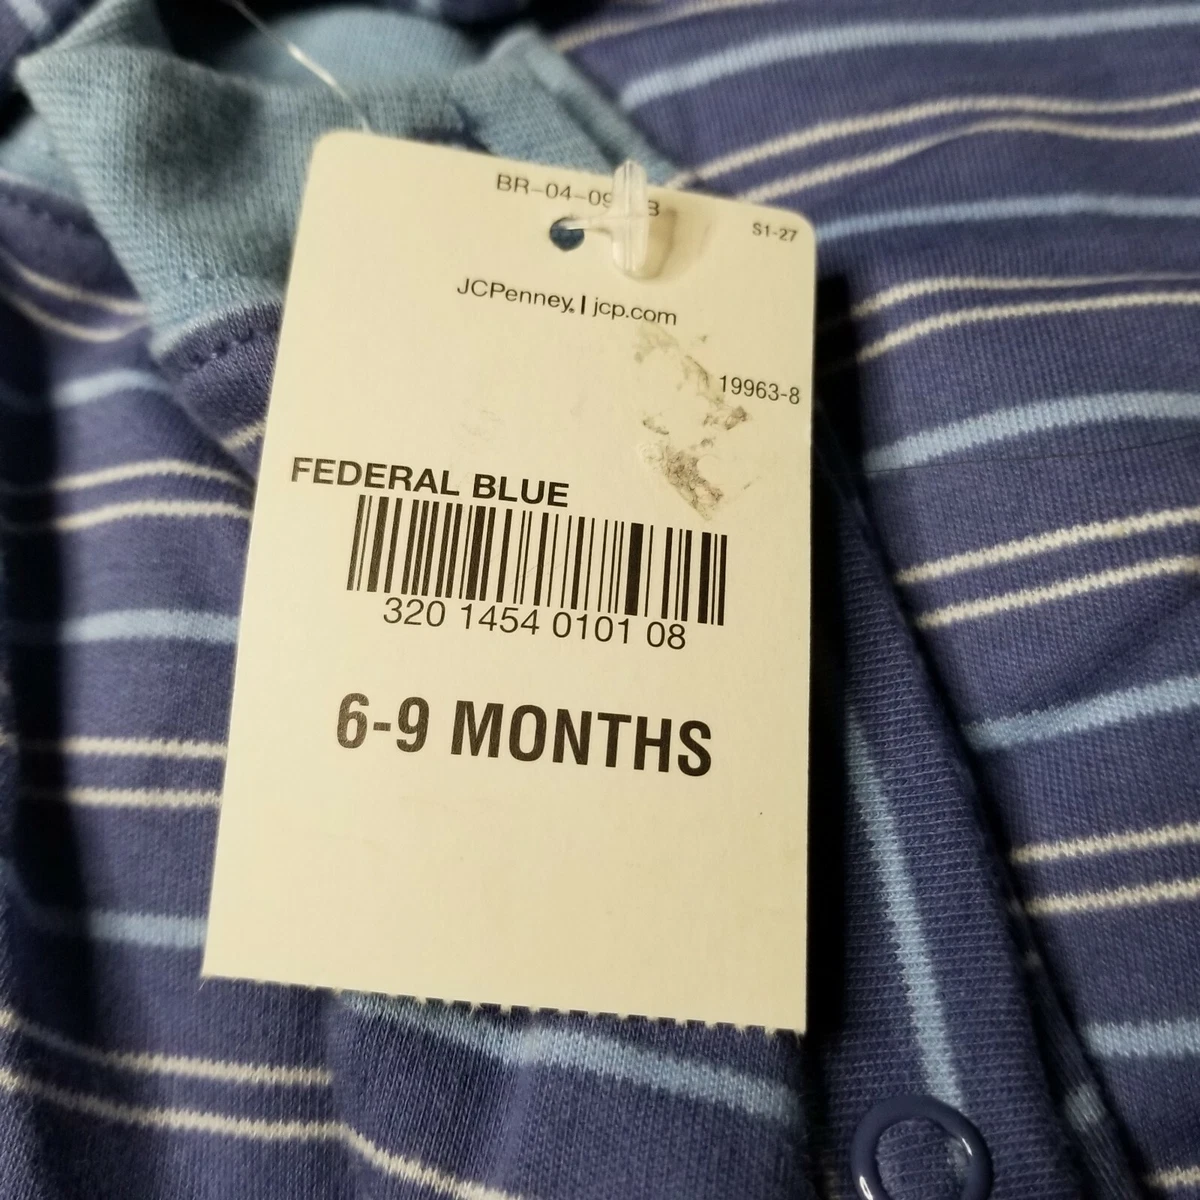 S1-27
JCPenney. | jcp.com
19963-8
FEDERAL BLUE
320 1454 0101 08
6-9 MONTHS